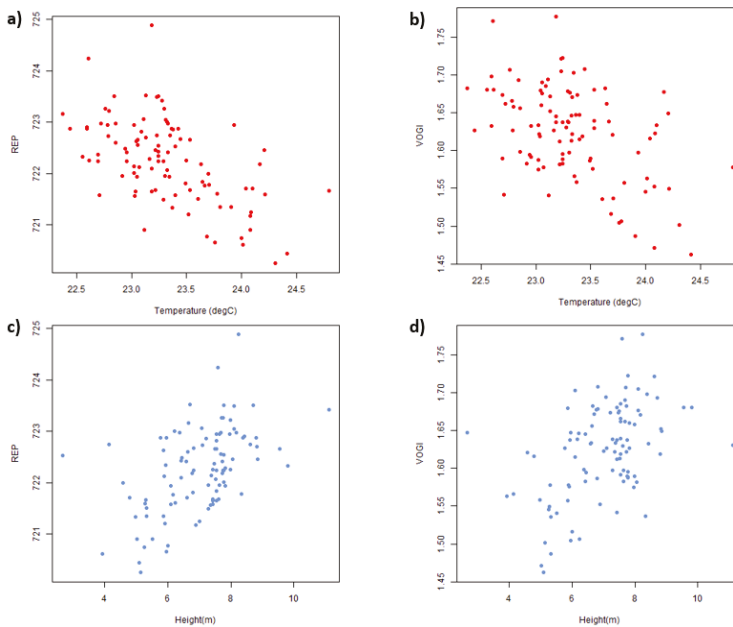 a)
REP
725
724
723
722
721
22.5 23.0 23.5 24.0 24.5
Temperature (degC)
b)
VOGI
1.75
1.70
1.65
1.60
1.55
1.50
1.45
22.5 23.0 23.5 24.0 24.5
Temperature (degC)
c)
REP
725
724
723
722
721
4 6 8 10
Height(m)
d)
VOGI
1.75
1.70
1.65
1.60
1.55
1.50
1.45
4 6 8 10
Height(m)